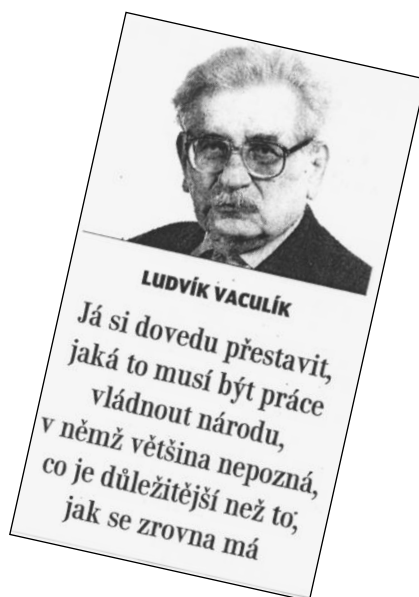 LUDVÍK VACULÍK
Já si dovedu přestavit,
jaká to musí být práce
vládnout národu,
v němž většina nepozná,
co je důležitější než to,
jak se zrovna má